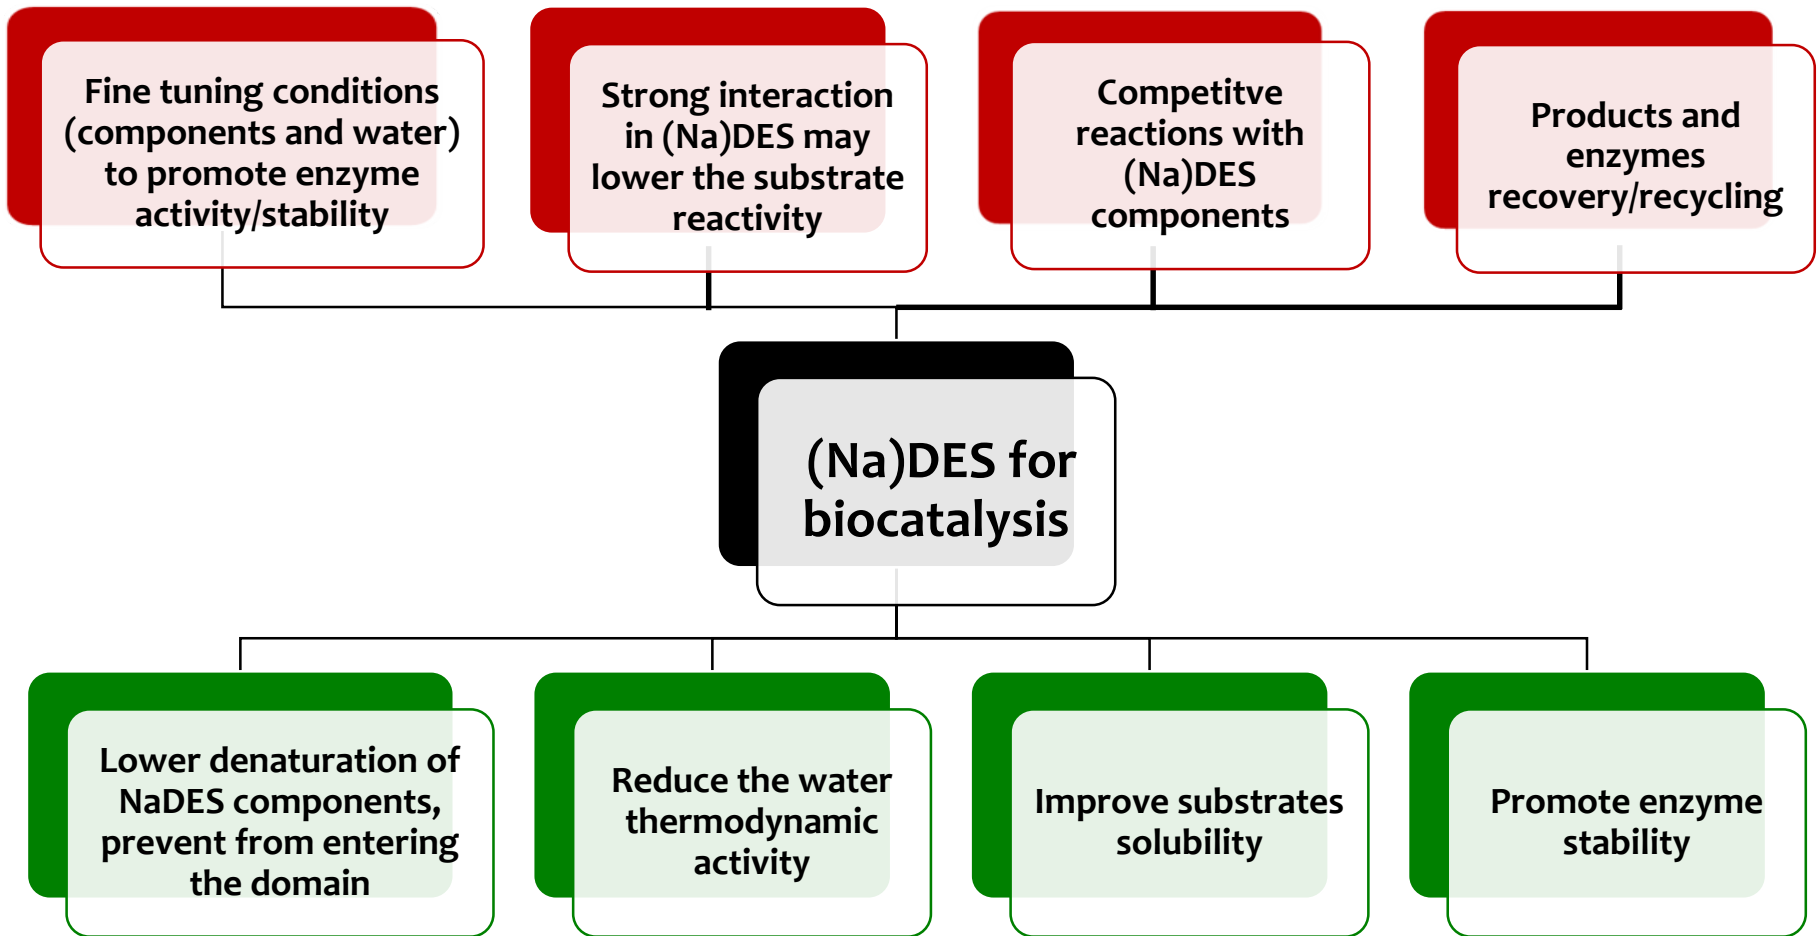 Fine tuning conditions
(components and water)
to promote enzyme
activity/stability
Strong interaction
in (Na)DES may
lower the substrate
reactivity
Competitve
reactions with
(Na)DES
components
Products and
enzymes
recovery/recycling
(Na)DES for
biocatalysis
Lower denaturation of
NaDES components,
prevent from entering
the domain
Reduce the water
thermodynamic
activity
Improve substrates
solubility
Promote enzyme
stability